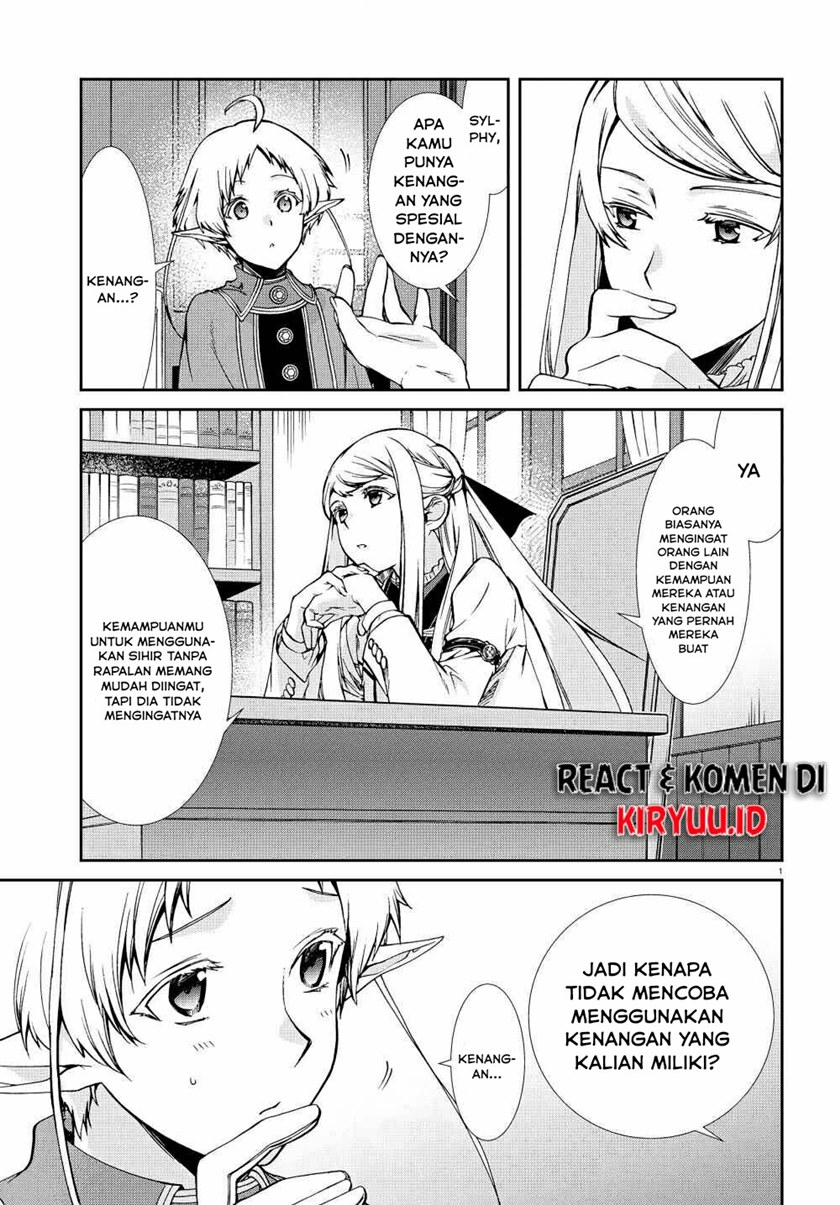 SYL-
PHY,
APA
KAMU
PUNYA
KENANG-
AN YANG
SPESIAL
DENGAN-
NYA?
KENANG-
AN...?
YA
ORANG
BIASANYA
MENGINGAT
ORANG LAIN
DENGAN
KEMAMPUAN
MEREKA ATAU
KENANGAN
YANG PERNAH
MEREKA
BUAT
KEMAMPUANMU
UNTUK MENGGUNA-
KAN SIHIR TANPA
RAPALAN MEMANG
MUDAH DIINGAT,
TAPI DIA TIDAK
MENGINGATNYA
REACT & KOMEN DI
KIRYUU.ID
1
JADI KENAPA
TIDAK MENCOBA
MENGGUNAKAN
KENANGAN YANG
KALIAN MILIKI?
KENANG-
AN...